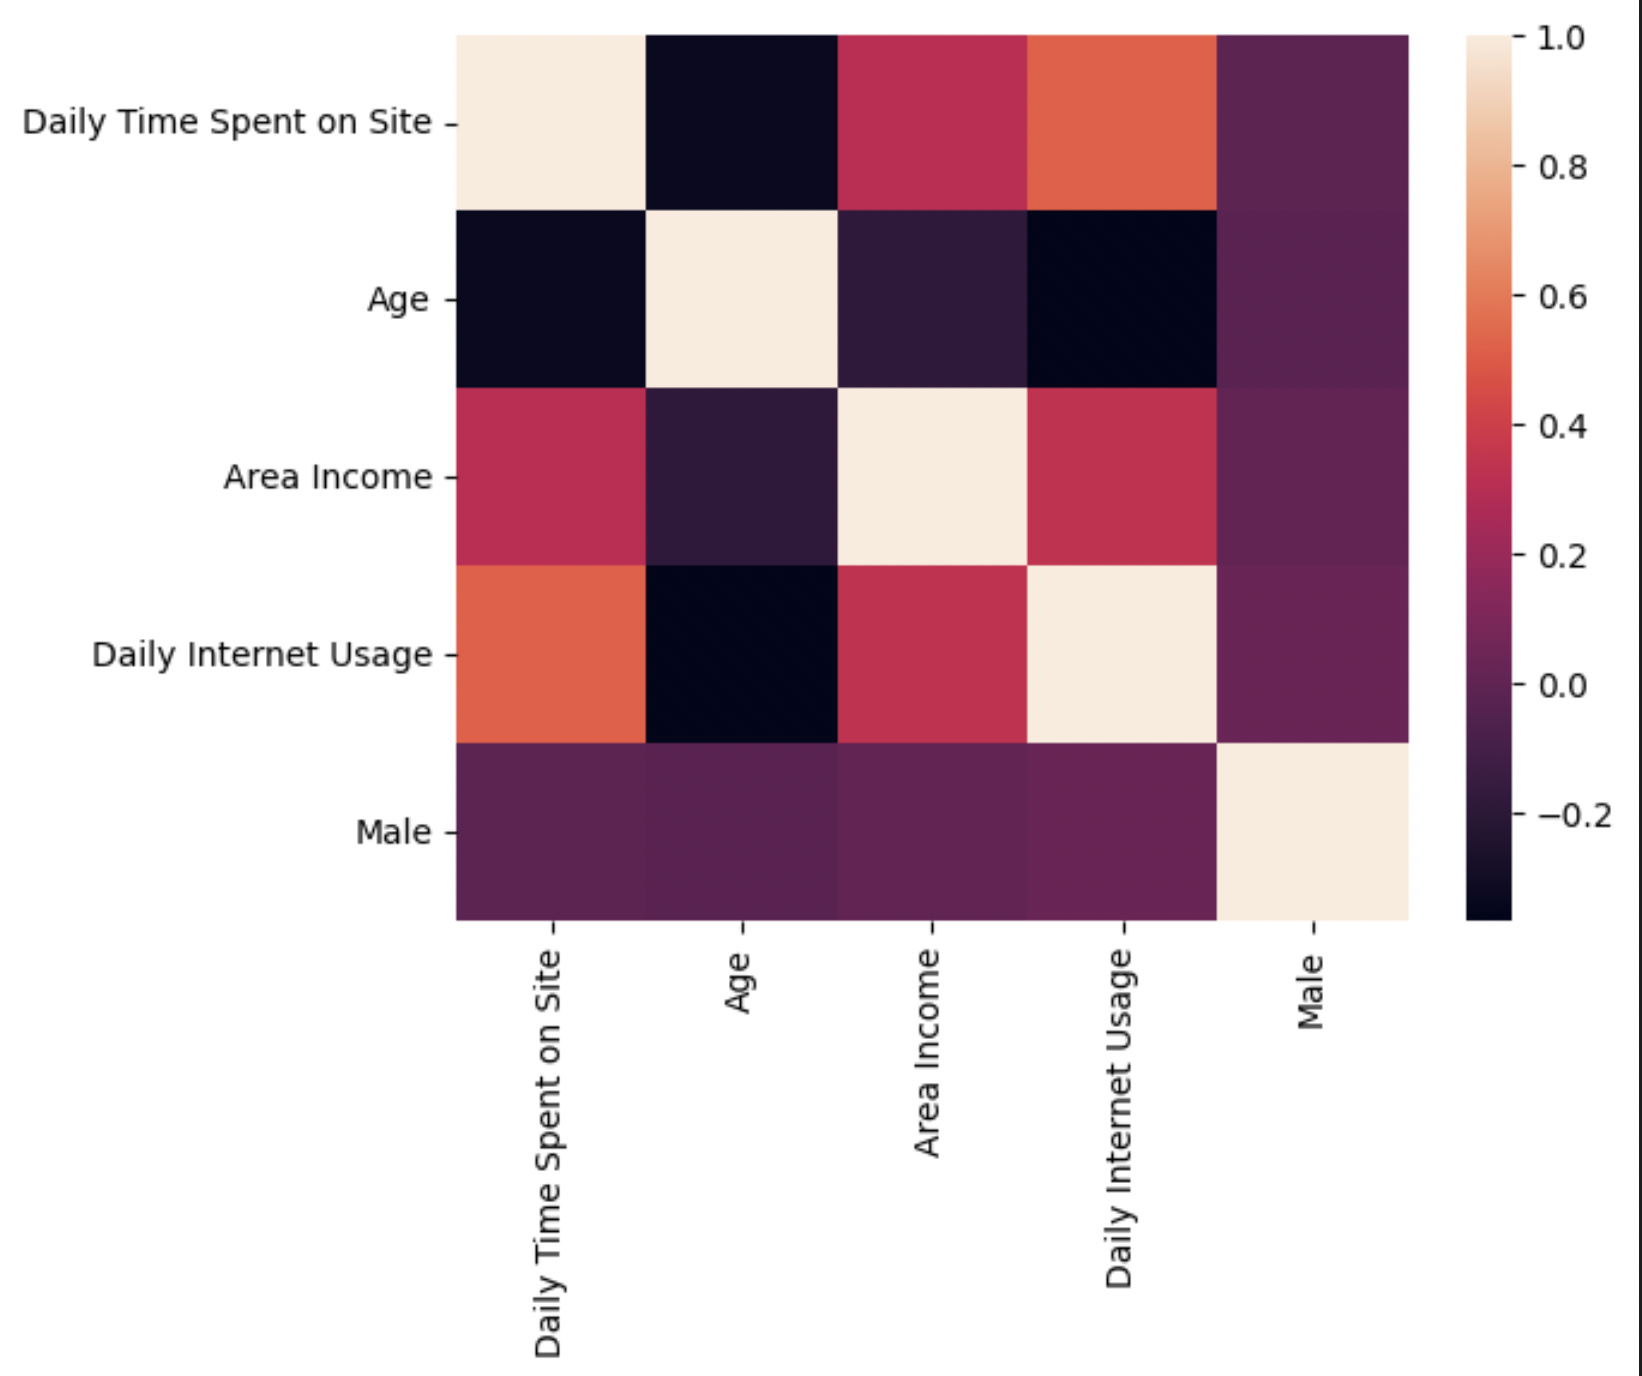 Daily Time Spent on Site
Age
Area Income
Daily Internet Usage
Male
Daily Time Spent on Site
Age
Area Income
Daily Internet Usage
Male
1.0
0.8
0.6
0.4
0.2
0.0
−0.2